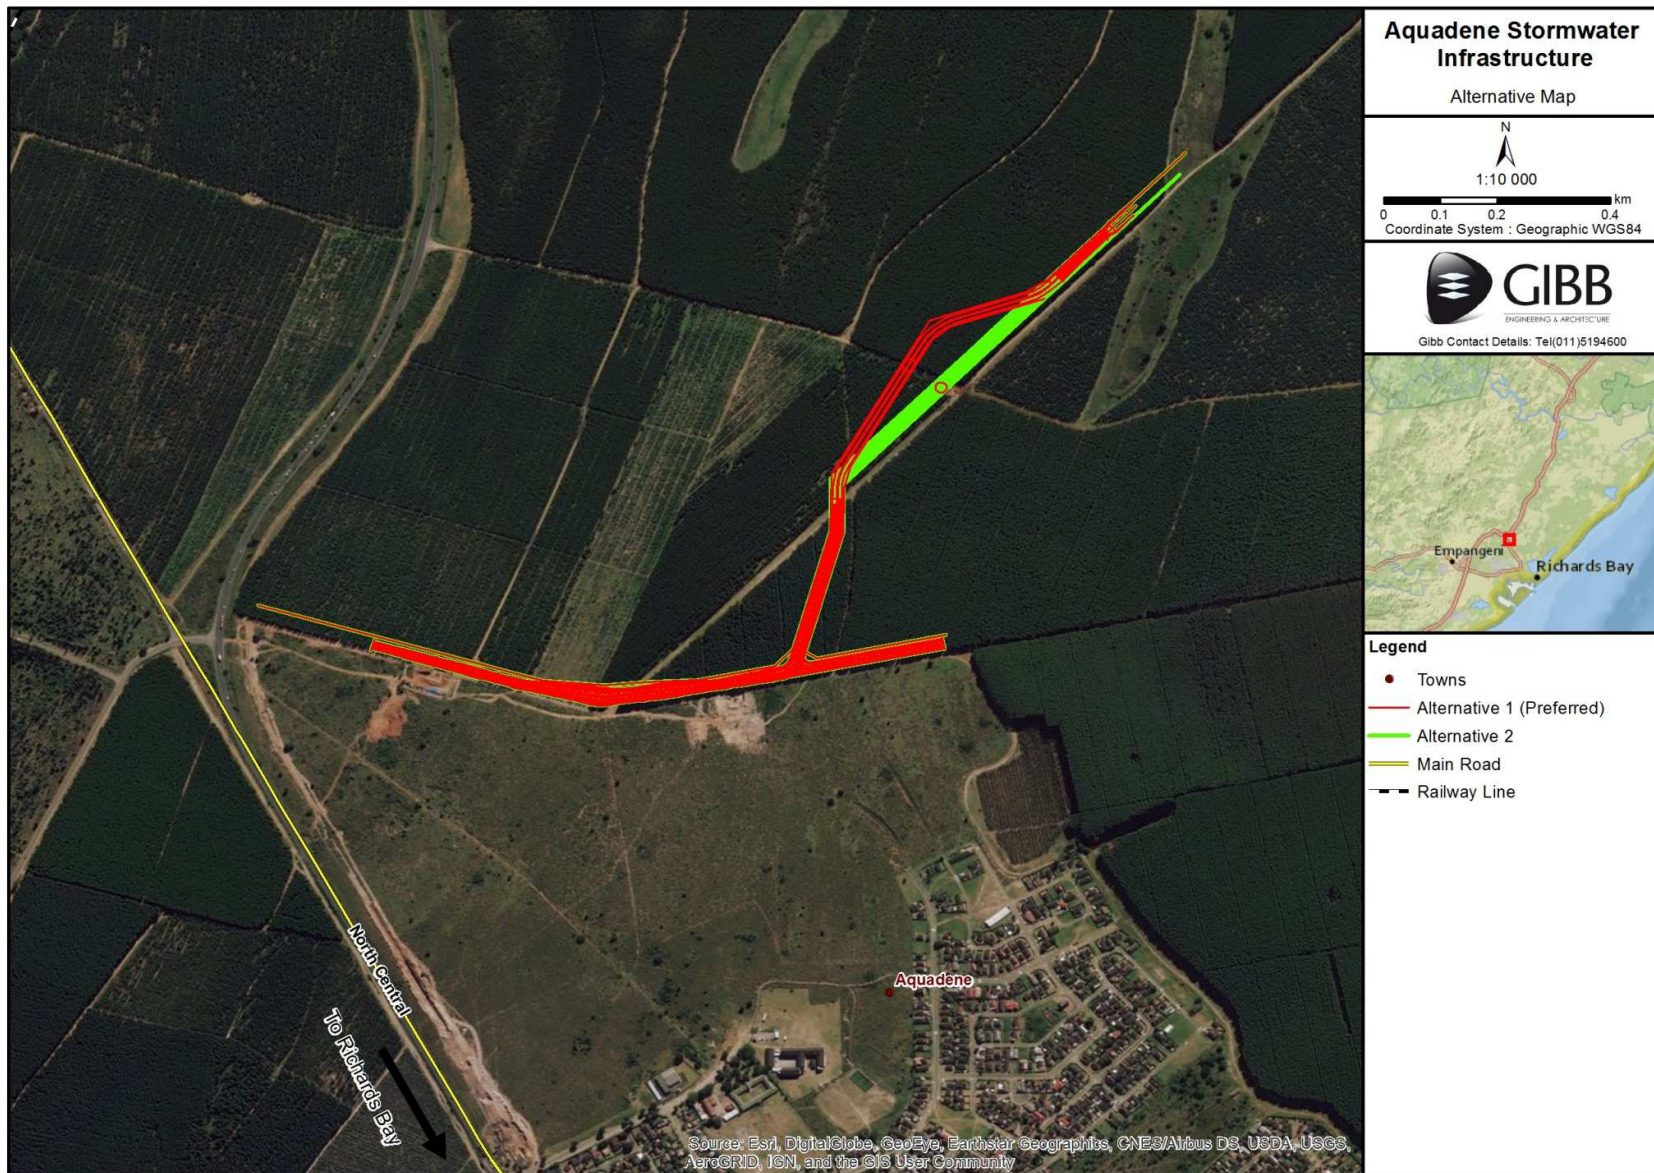 Aquadene Stormwater
Infrastructure
Alternative Map
N
1:10 000
km
0 0.1 0.2 0.4
Coordinate System : Geographic WGS84
GIBB
ENGINEERING & ARCHITECTURE
Gibb Contact Details: Tel(011)5194600
Empangeni
Richards Bay
Legend
Towns
Alternative 1 (Preferred)
Alternative 2
Main Road
Railway Line
North Central
To Richards Bay
Aquadene
Source: Esri, DigitalGlobe, GeoEye, Earthstar Geographics, CNES/Airbus DS, USDA, USGS,
AeroGRID, IGN, and the GIS User Community